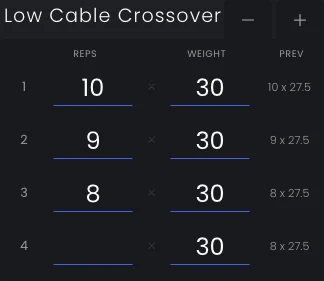 Low Cable Crossover − +
REPS WEIGHT PREV
1 10 × 30 10 x 27.5
2 9 × 30 9 x 27.5
3 8 × 30 8 x 27.5
4 × 30 8 x 27.5